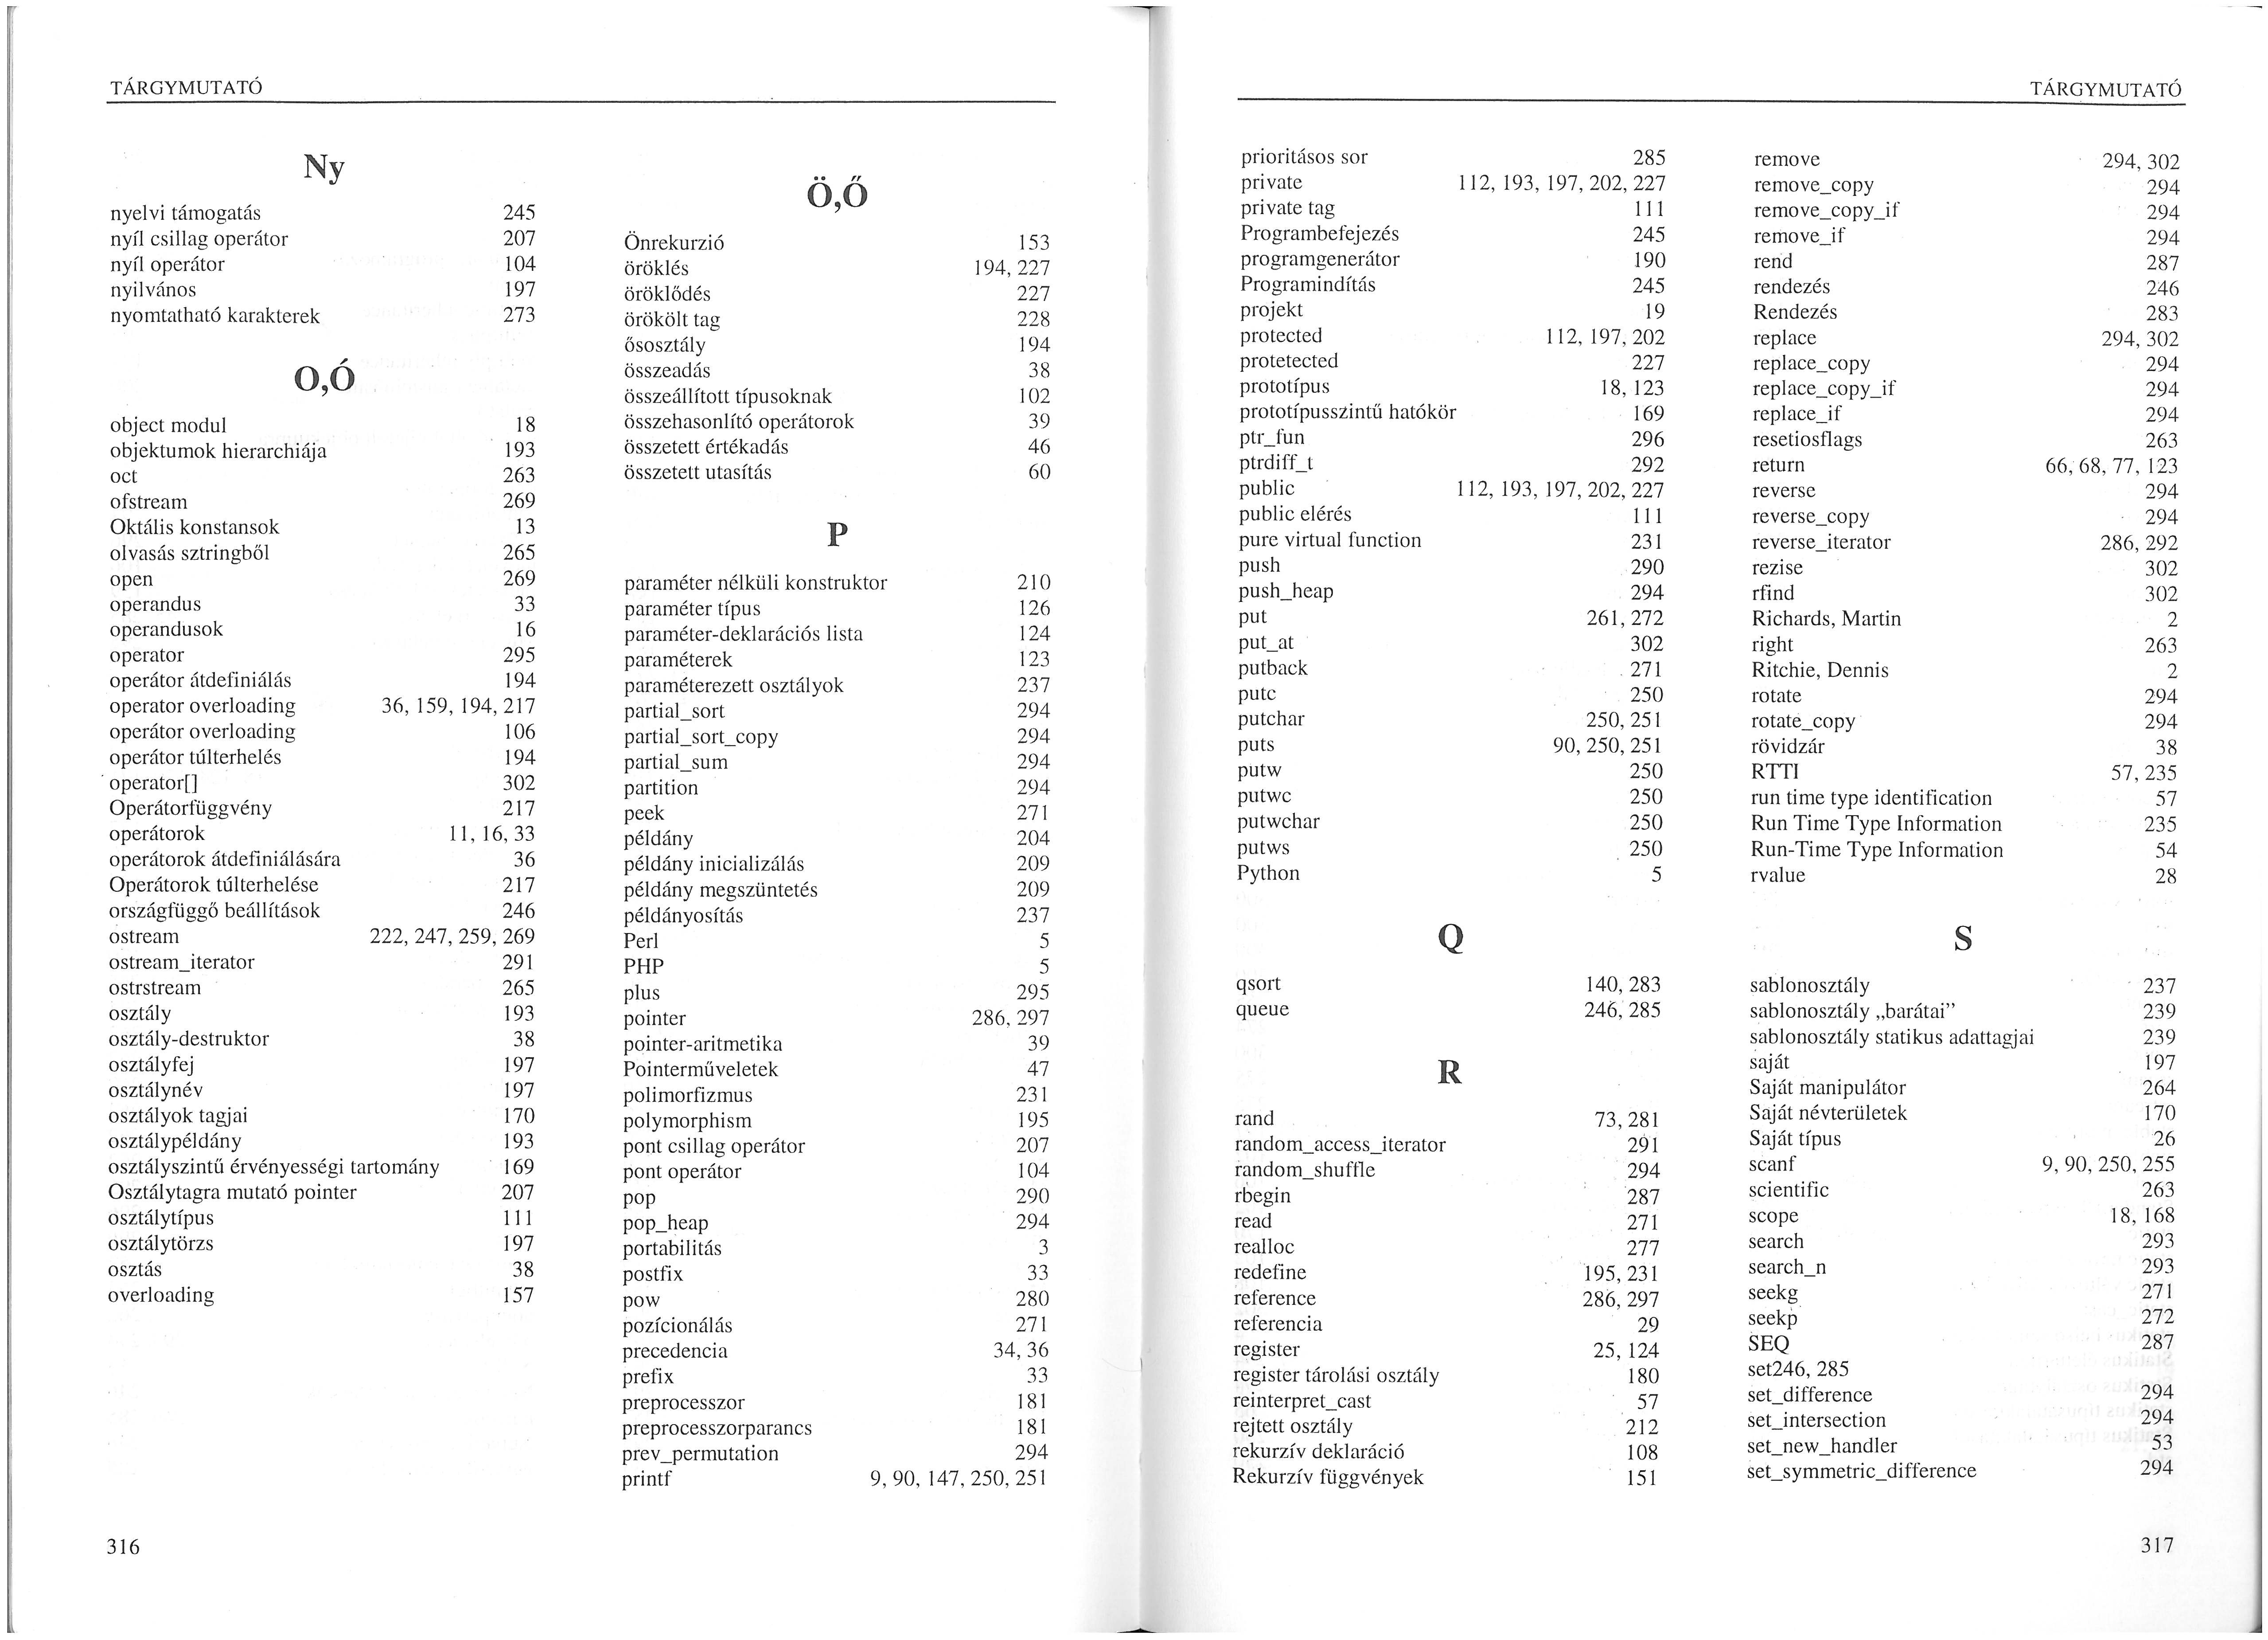 TÁRGYMUTATÓ
Ny
nyelvi támogatás 245
nyíl csillag operátor 207
nyíl operátor 104
nyilvános 197
nyomtatható karakterek 273
O,Ó
object modul 18
objektumok hierarchiája 193
oct 263
ofstream 269
Oktális konstansok 13
olvasás sztringből 265
open 269
operandus 33
operandusok 16
operator 295
operátor átdefiniálás 194
operator overloading 36, 159, 194, 217
operátor overloading 106
operátor túlterhelés 194
operator[] 302
Operátorfüggvény 217
operátorok 11, 16, 33
operátorok átdefiniálására 36
Operátorok túlterhelése 217
országfüggő beállítások 246
ostream 222, 247, 259, 269
ostream_iterator 291
ostrstream 265
osztály 193
osztály-destruktor 38
osztályfej 197
osztálynév 197
osztályok tagjai 170
osztálypéldány 193
osztályszintű érvényességi tartomány 169
Osztálytagra mutató pointer 207
osztálytípus 111
osztálytörzs 197
osztás 38
overloading 157
Ö,Ő
Önrekurzió 153
öröklés 194, 227
öröklődés 227
örökölt tag 228
ősosztály 194
összeadás 38
összeállított típusoknak 102
összehasonlító operátorok 39
összetett értékadás 46
összetett utasítás 60
P
paraméter nélküli konstruktor 210
paraméter típus 126
paraméter-deklarációs lista 124
paraméterek 123
paraméterezett osztályok 237
partial_sort 294
partial_sort_copy 294
partial_sum 294
partition 294
peek 271
példány 204
példány inicializálás 209
példány megszüntetés 209
példányosítás 237
Perl 5
PHP 5
plus 295
pointer 286, 297
pointer-aritmetika 39
Pointerműveletek 47
polimorfizmus 231
polymorphism 195
pont csillag operátor 207
pont operátor 104
pop 290
pop_heap 294
portabilitás 3
postfix 33
pow 280
pozícionálás 271
precedencia 34, 36
prefix 33
preprocesszor 181
preprocesszorparancs 181
prev_permutation 294
printf 9, 90, 147, 250, 251
316
TÁRGYMUTATÓ
prioritásos sor 285
private 112, 193, 197, 202, 227
private tag 111
Programbefejezés 245
programgenerátor 190
Programindítás 245
projekt 19
protected 112, 197, 202
protetected 227
prototípus 18, 123
prototípusszintű hatókör 169
ptr_fun 296
ptrdiff_t 292
public 112, 193, 197, 202, 227
public elérés 111
pure virtual function 231
push 290
push_heap 294
put 261, 272
put_at 302
putback 271
putc 250
putchar 250, 251
puts 90, 250, 251
putw 250
putwc 250
putwchar 250
putws 250
Python 5
Q
qsort 140, 283
queue 246, 285
R
rand 73, 281
random_access_iterator 291
random_shuffle 294
rbegin 287
read 271
realloc 277
redefine 195, 231
reference 286, 297
referencia 29
register 25, 124
register tárolási osztály 180
reinterpret_cast 57
rejtett osztály 212
rekurzív deklaráció 108
Rekurzív függvények 151
remove 294, 302
remove_copy 294
remove_copy_if 294
remove_if 294
rend 287
rendezés 246
Rendezés 283
replace 294, 302
replace_copy 294
replace_copy_if 294
replace_if 294
resetiosflags 263
return 66, 68, 77, 123
reverse 294
reverse_copy 294
reverse_iterator 286, 292
rezise 302
rfind 302
Richards, Martin 2
right 263
Ritchie, Dennis 2
rotate 294
rotate_copy 294
rövidzár 38
RTTI 57, 235
run time type identification 57
Run Time Type Information 235
Run-Time Type Information 54
rvalue 28
S
sablonosztály 237
sablonosztály „barátai” 239
sablonosztály statikus adattagjai 239
saját 197
Saját manipulátor 264
Saját névterületek 170
Saját típus 26
scanf 9, 90, 250, 255
scientific 263
scope 18, 168
search 293
search_n 293
seekg 271
seekp 272
SEQ 287
set246, 285
set_difference 294
set_intersection 294
set_new_handler 53
set_symmetric_difference 294
317